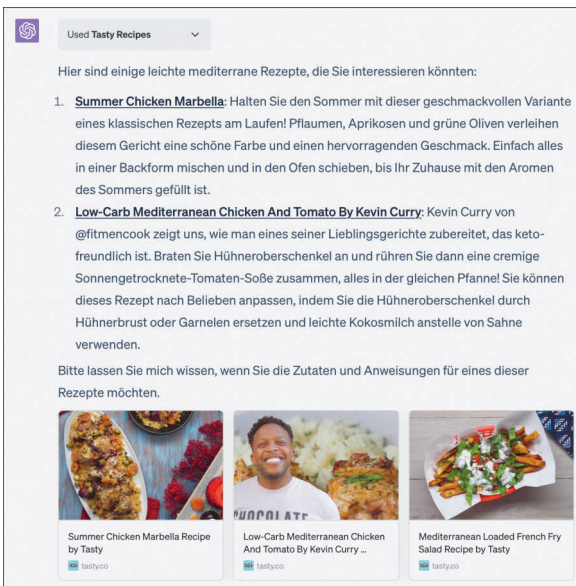 Used Tasty Recipes
Hier sind einige leichte mediterrane Rezepte, die Sie interessieren könnten:
1. Summer Chicken Marbella: Halten Sie den Sommer mit dieser geschmackvollen Variante
eines klassischen Rezepts am Laufen! Pflaumen, Aprikosen und grüne Oliven verleihen
diesem Gericht eine schöne Farbe und einen hervorragenden Geschmack. Einfach alles
in einer Backform mischen und in den Ofen schieben, bis Ihr Zuhause mit den Aromen
des Sommers gefüllt ist.
2. Low-Carb Mediterranean Chicken And Tomato By Kevin Curry: Kevin Curry von
@fitmencook zeigt uns, wie man eines seiner Lieblingsgerichte zubereitet, das keto-
freundlich ist. Braten Sie Hühneroberschenkel an und rühren Sie dann eine cremige
Sonnengetrocknete-Tomaten-Soße zusammen, alles in der gleichen Pfanne! Sie können
dieses Rezept nach Belieben anpassen, indem Sie die Hühneroberschenkel durch
Hühnerbrust oder Garnelen ersetzen und leichte Kokosmilch anstelle von Sahne
verwenden.
Bitte lassen Sie mich wissen, wenn Sie die Zutaten und Anweisungen für eines dieser
Rezepte möchten.
CHOCOLATE
Summer Chicken Marbella Recipe
by Tasty
tasty.co
Low-Carb Mediterranean Chicken
And Tomato By Kevin Curry ...
tasty.co
Mediterranean Loaded French Fry
Salad Recipe by Tasty
tasty.co